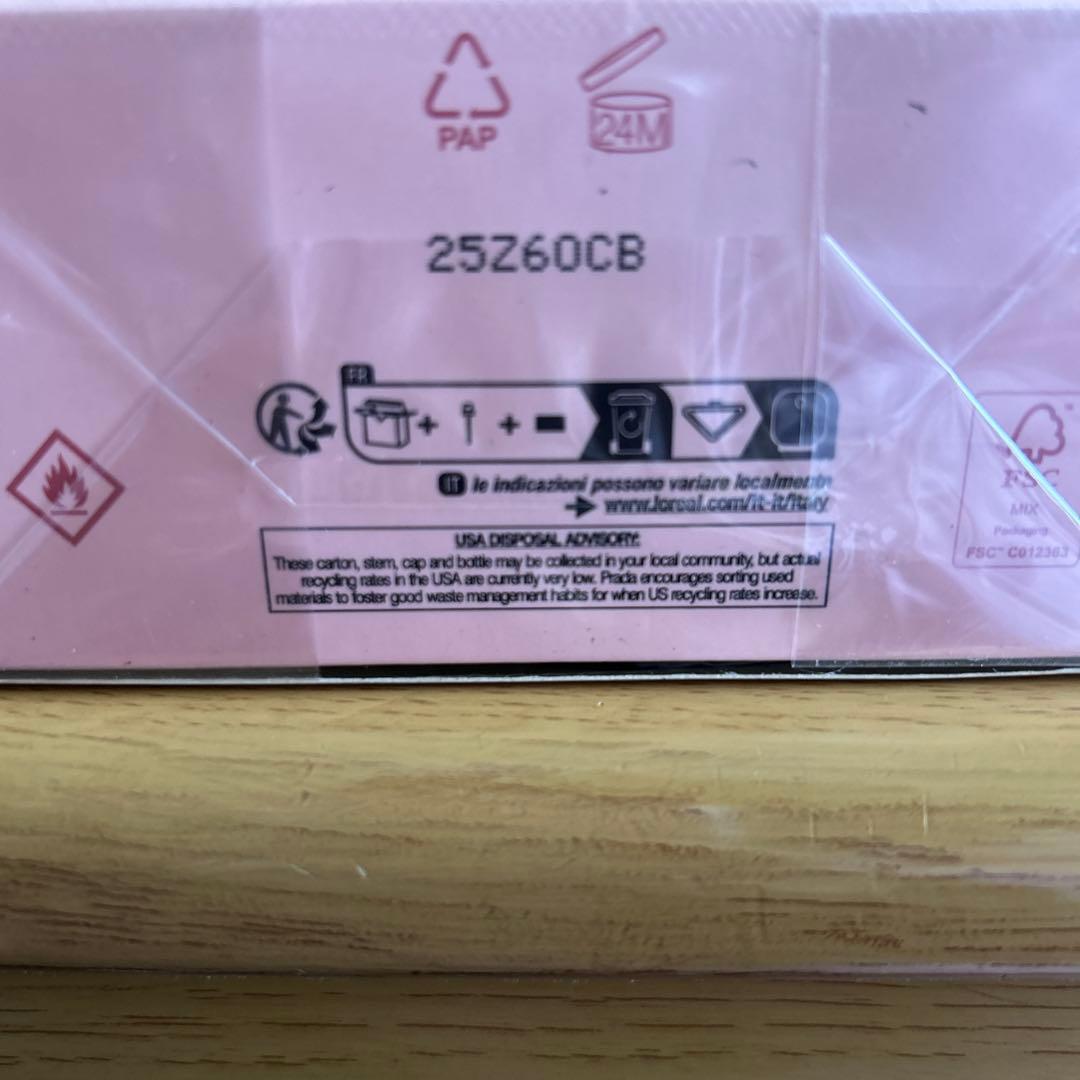 PAP
24M
25Z60CB
FR
IT le indicazioni possono variare localmente
www.loreal.com/it-it/italy
USA DISPOSAL ADVISORY:
These carton, stem, cap and bottle may be collected in your local community, but actual
recycling rates in the USA are currently very low. Prada encourages sorting used
materials to foster good waste management habits for when US recycling rates increase.
FSC
MIX
Packaging
FSC™ C012363